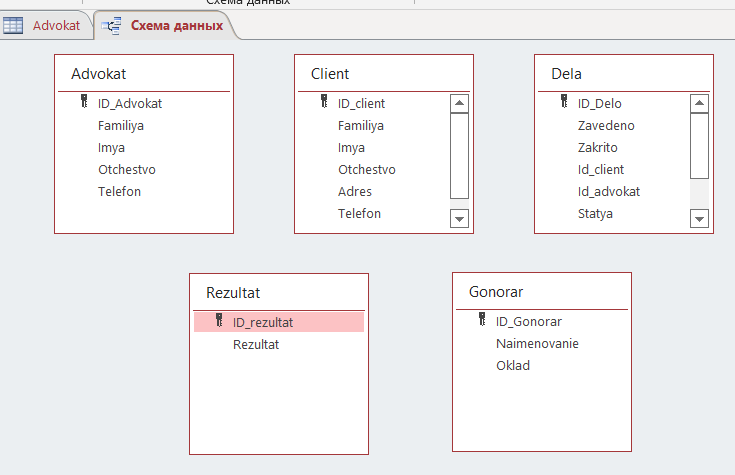 Схема данных
Advokat
Схема данных
Advokat
ID_Advokat
Familiya
Imya
Otchestvo
Telefon
Client
ID_client
Familiya
Imya
Otchestvo
Adres
Telefon
Dela
ID_Delo
Zavedeno
Zakrito
Id_client
Id_advokat
Statya
Rezultat
ID_rezultat
Rezultat
Gonorar
ID_Gonorar
Naimenovanie
Oklad